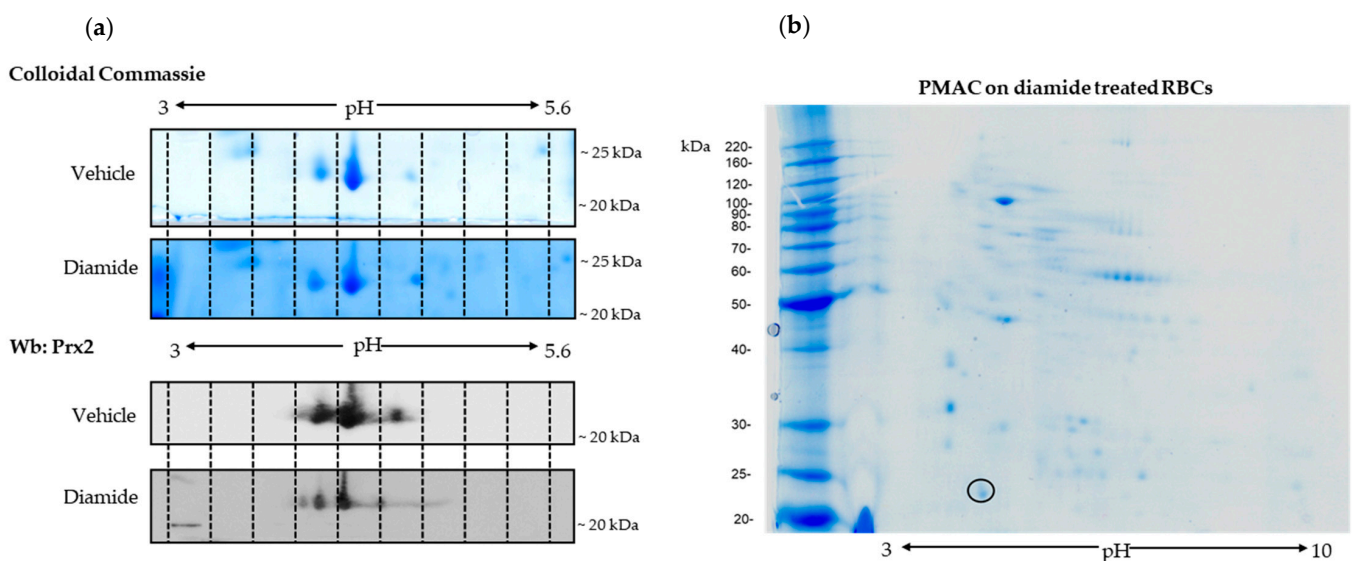 (a)
Colloidal Commassie
3 pH 5.6
Vehicle
~ 25 kDa
~ 20 kDa
Diamide
~ 25 kDa
~ 20 kDa
Wb: Prx2
3 pH 5.6
Vehicle
~ 20 kDa
Diamide
~ 20 kDa
(b)
PMAC on diamide treated RBCs
kDa
220-
160-
120-
100-
90-
80-
70-
60-
50-
40-
30-
25-
20-
3 pH 10